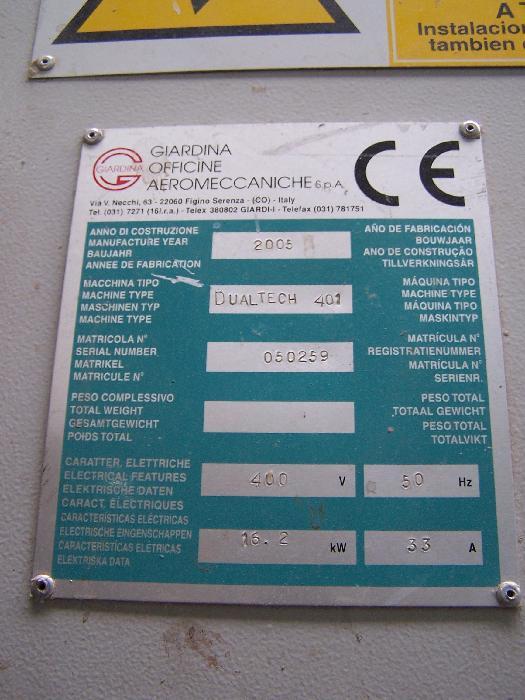 A
Instalacion
tambien
GIARDINA
GIARDINA
OFFICINE
AEROMECCANICHE S.p.A.
Via V. Necchi, 63 - 22060 Figino Serenza - (CO) - Italy
Tel. (031) 7271 (16 l.r.a.) - Telex 380802 GIARDI-I - Telefax (031) 781751
CE
ANNO DI COSTRUZIONE
MANUFACTURE YEAR
BAUJAHR
ANNEE DE FABRICATION
2005
AÑO DE FABRICACIÓN
BOUWJAAR
ANO DE CONSTRUÇÃO
TILLVERKNINGSÅR
MACCHINA TIPO
MACHINE TYPE
MASCHINEN TYP
MACHINE TYPE
DUALTECH 401
MÁQUINA TIPO
MACHINE TYPE
MÁQUINA TIPO
MASKINTYP
MATRICOLA N°
SERIAL NUMBER
MATRIKEL
MATRICULE N°
050259
MATRÍCULA N°
REGISTRATIENUMMER
MATRÍCULA N°
SERIENR.
PESO COMPLESSIVO
TOTAL WEIGHT
GESAMTGEWICHT
POIDS TOTAL
PESO TOTAL
TOTAAL GEWICHT
PESO TOTAL
TOTALVIKT
CARATTER. ELETTRICHE
ELECTRICAL FEATURES
ELEKTRISCHE DATEN
CARACT. ÉLECTRIQUES
CARACTERÍSTICAS ELÉCTRICAS
ELECTRISCHE EIGENSCHAPPEN
CARACTERÍSTICAS ELÉTRICAS
ELEKTRISKA DATA
400 V
50 Hz
16.2 kW
33 A